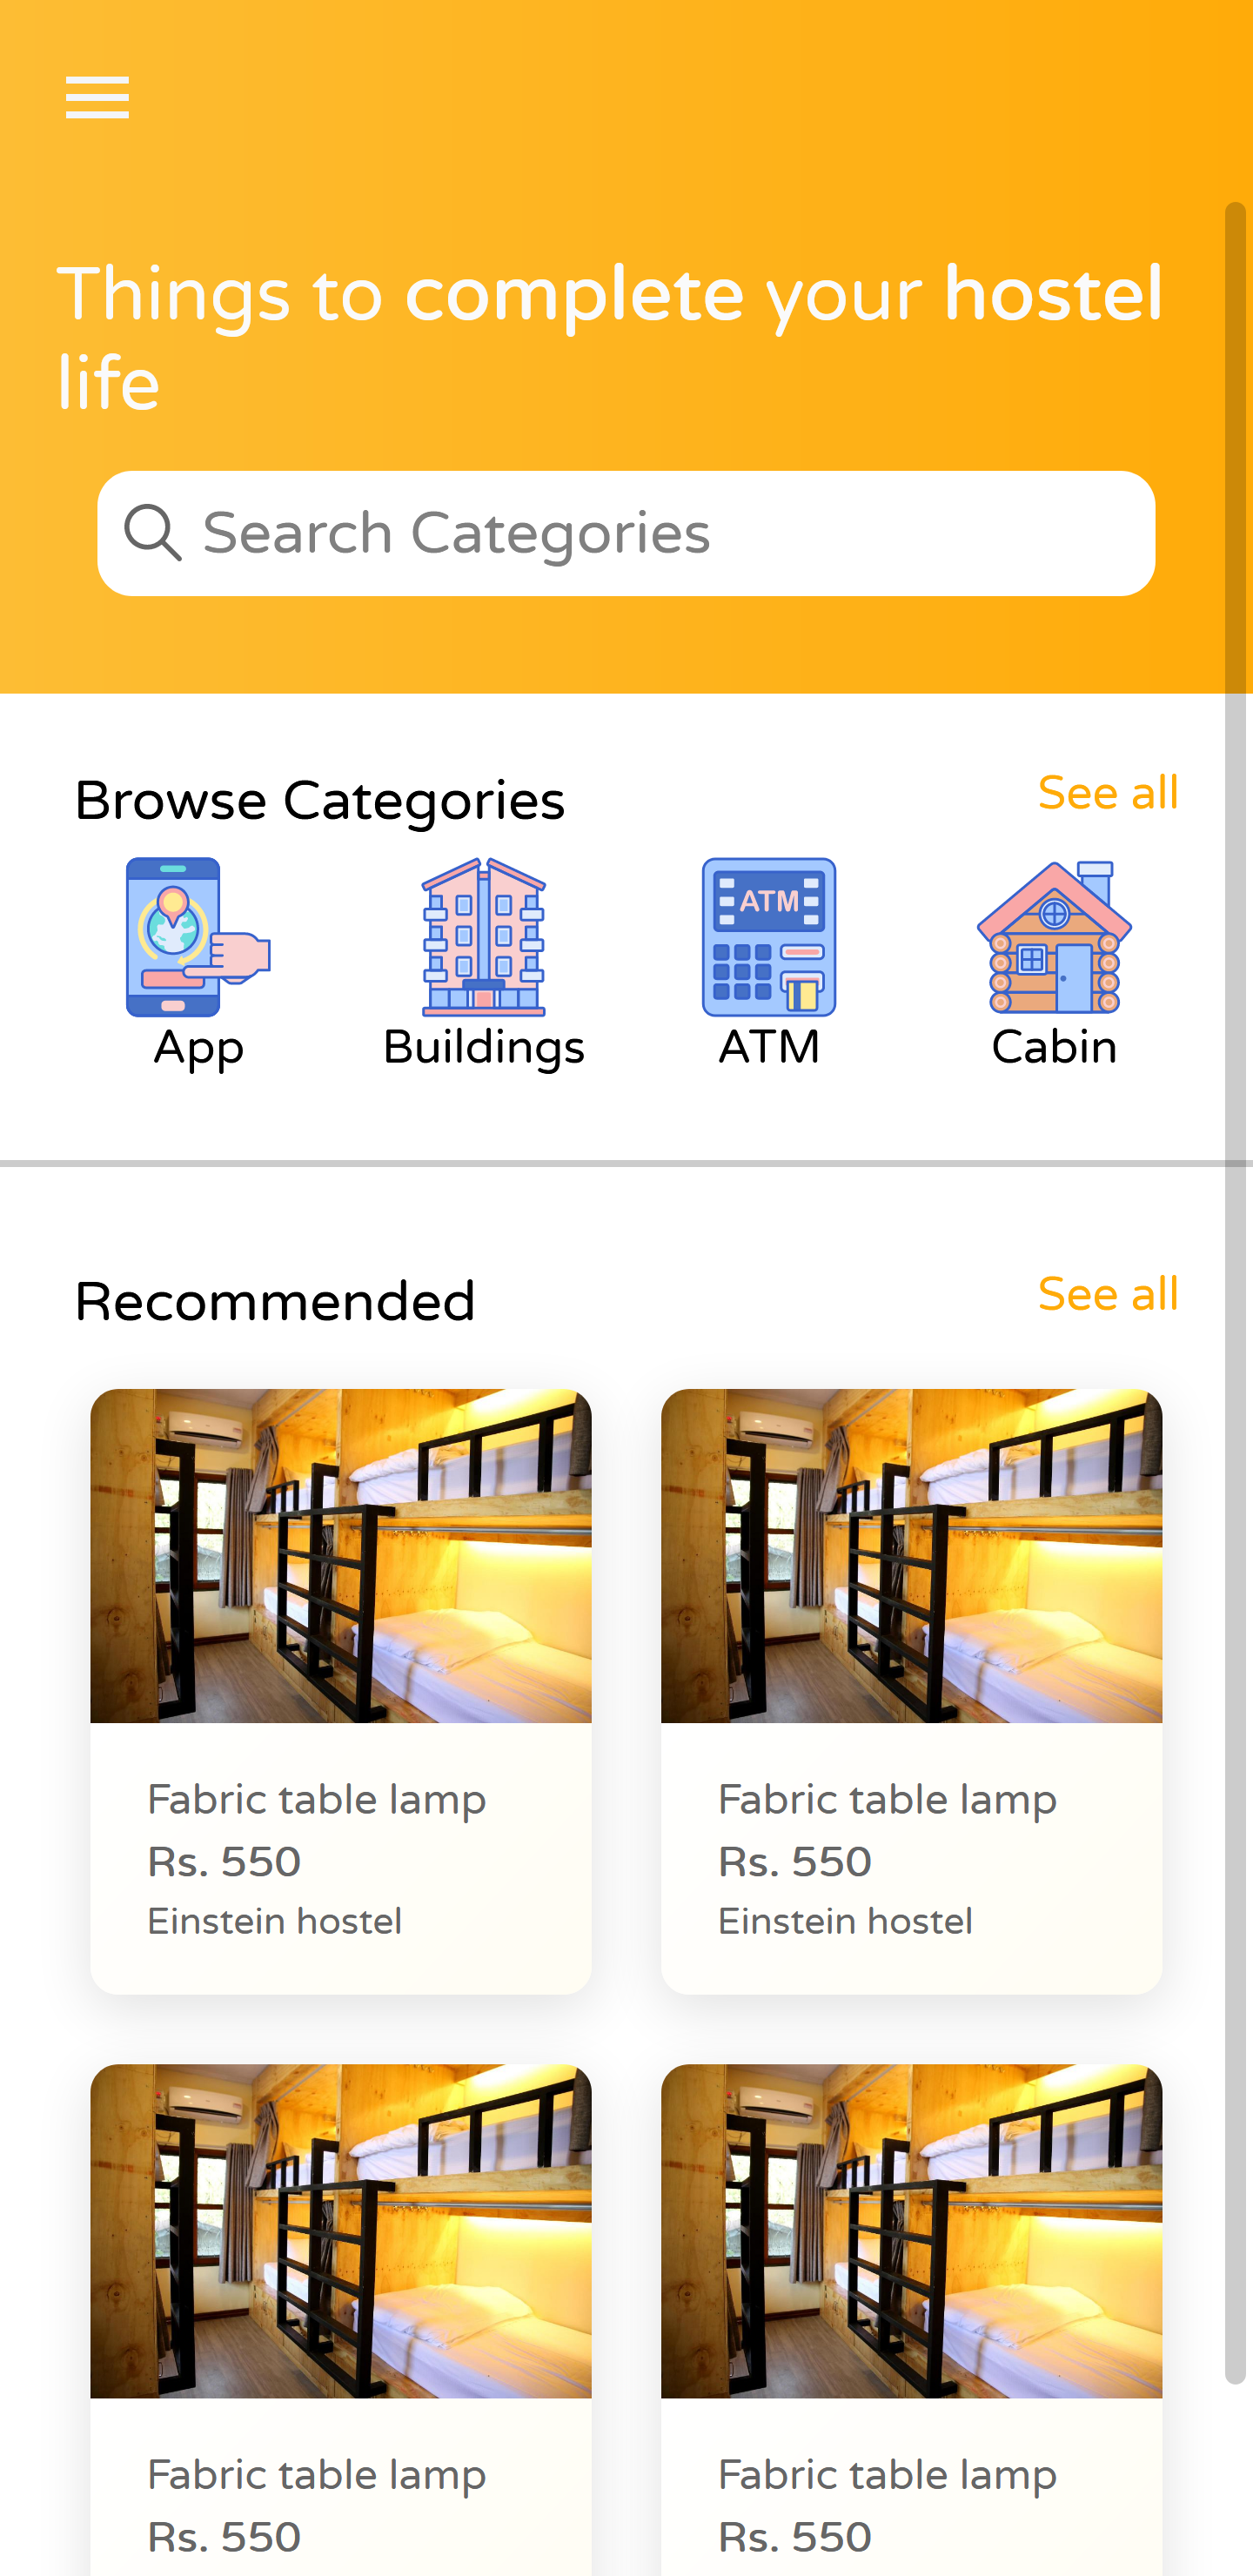 Things to complete your hostel
life
Search Categories
Browse Categories
See all
ATM
App
Buildings
ATM
Cabin
Recommended
See all
Fabric table lamp
Rs. 550
Einstein hostel
Fabric table lamp
Rs. 550
Einstein hostel
Fabric table lamp
Rs. 550
Fabric table lamp
Rs. 550